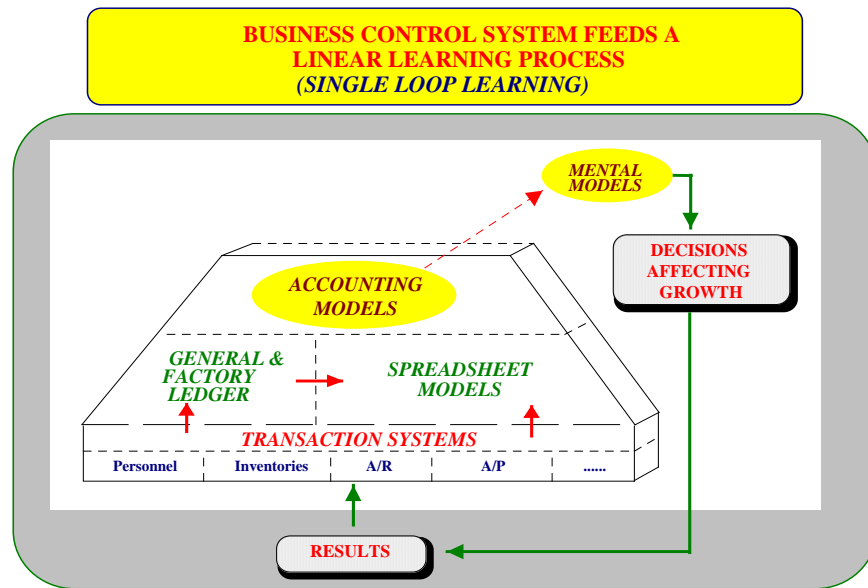 BUSINESS CONTROL SYSTEM FEEDS A
LINEAR LEARNING PROCESS
(SINGLE LOOP LEARNING)
MENTAL
MODELS
DECISIONS
AFFECTING
GROWTH
ACCOUNTING
MODELS
GENERAL &
FACTORY
LEDGER
SPREADSHEET
MODELS
TRANSACTION SYSTEMS
Personnel
Inventories
A/R
A/P
......
RESULTS